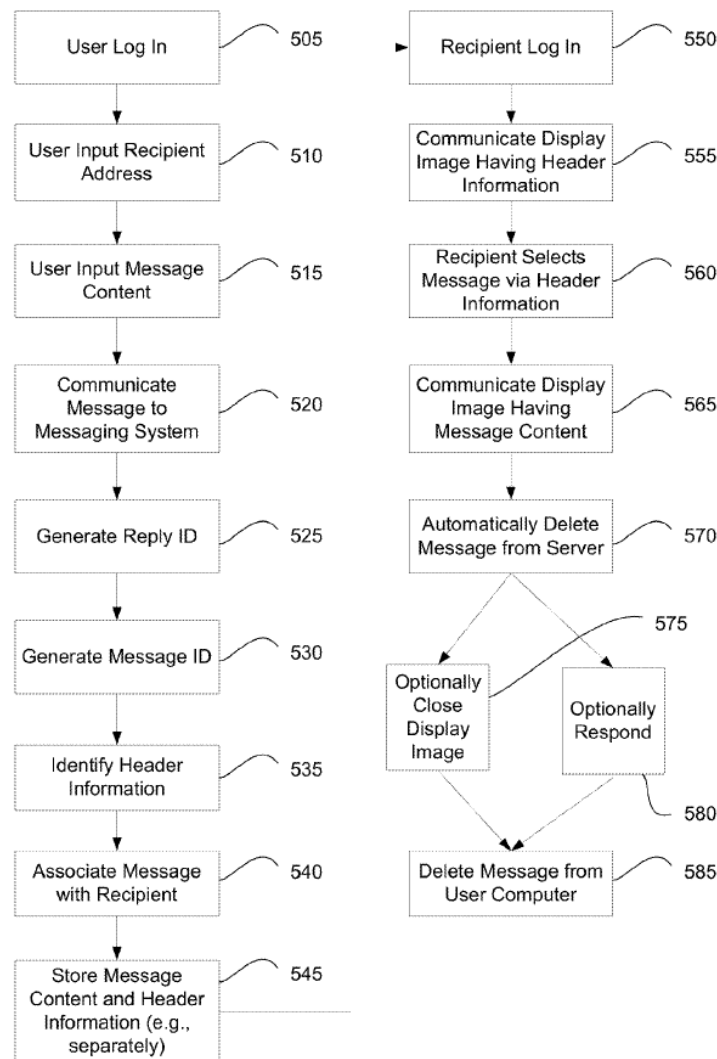 User Log In
505
User Input Recipient
Address
510
User Input Message
Content
515
Communicate
Message to
Messaging System
520
Generate Reply ID
525
Generate Message ID
530
Identify Header
Information
535
Associate Message
with Recipient
540
Store Message
Content and Header
Information (e.g.,
separately)
545
Recipient Log In
550
Communicate Display
Image Having Header
Information
555
Recipient Selects
Message via Header
Information
560
Communicate Display
Image Having
Message Content
565
Automatically Delete
Message from Server
570
Optionally
Close
Display
Image
575
Optionally
Respond
580
Delete Message from
User Computer
585